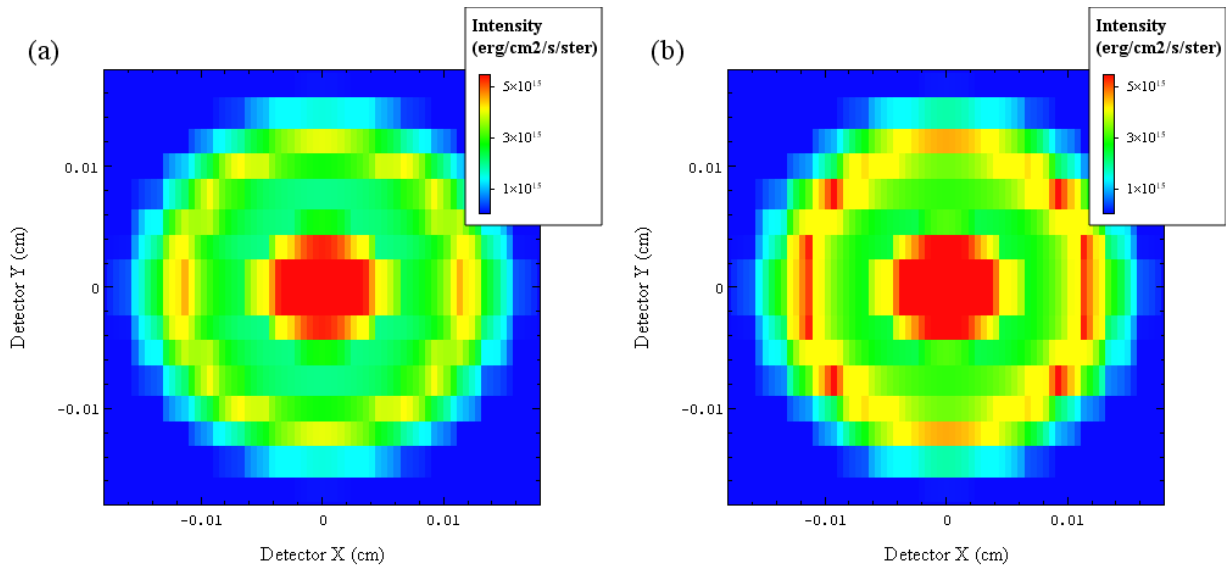 (a)
Intensity
(erg/cm2/s/ster)
5×10¹⁵
3×10¹⁵
1×10¹⁵
0.01
0
-0.01
Detector Y (cm)
-0.01 0 0.01
Detector X (cm)
(b)
Intensity
(erg/cm2/s/ster)
5×10¹⁵
3×10¹⁵
1×10¹⁵
0.01
0
-0.01
Detector Y (cm)
-0.01 0 0.01
Detector X (cm)